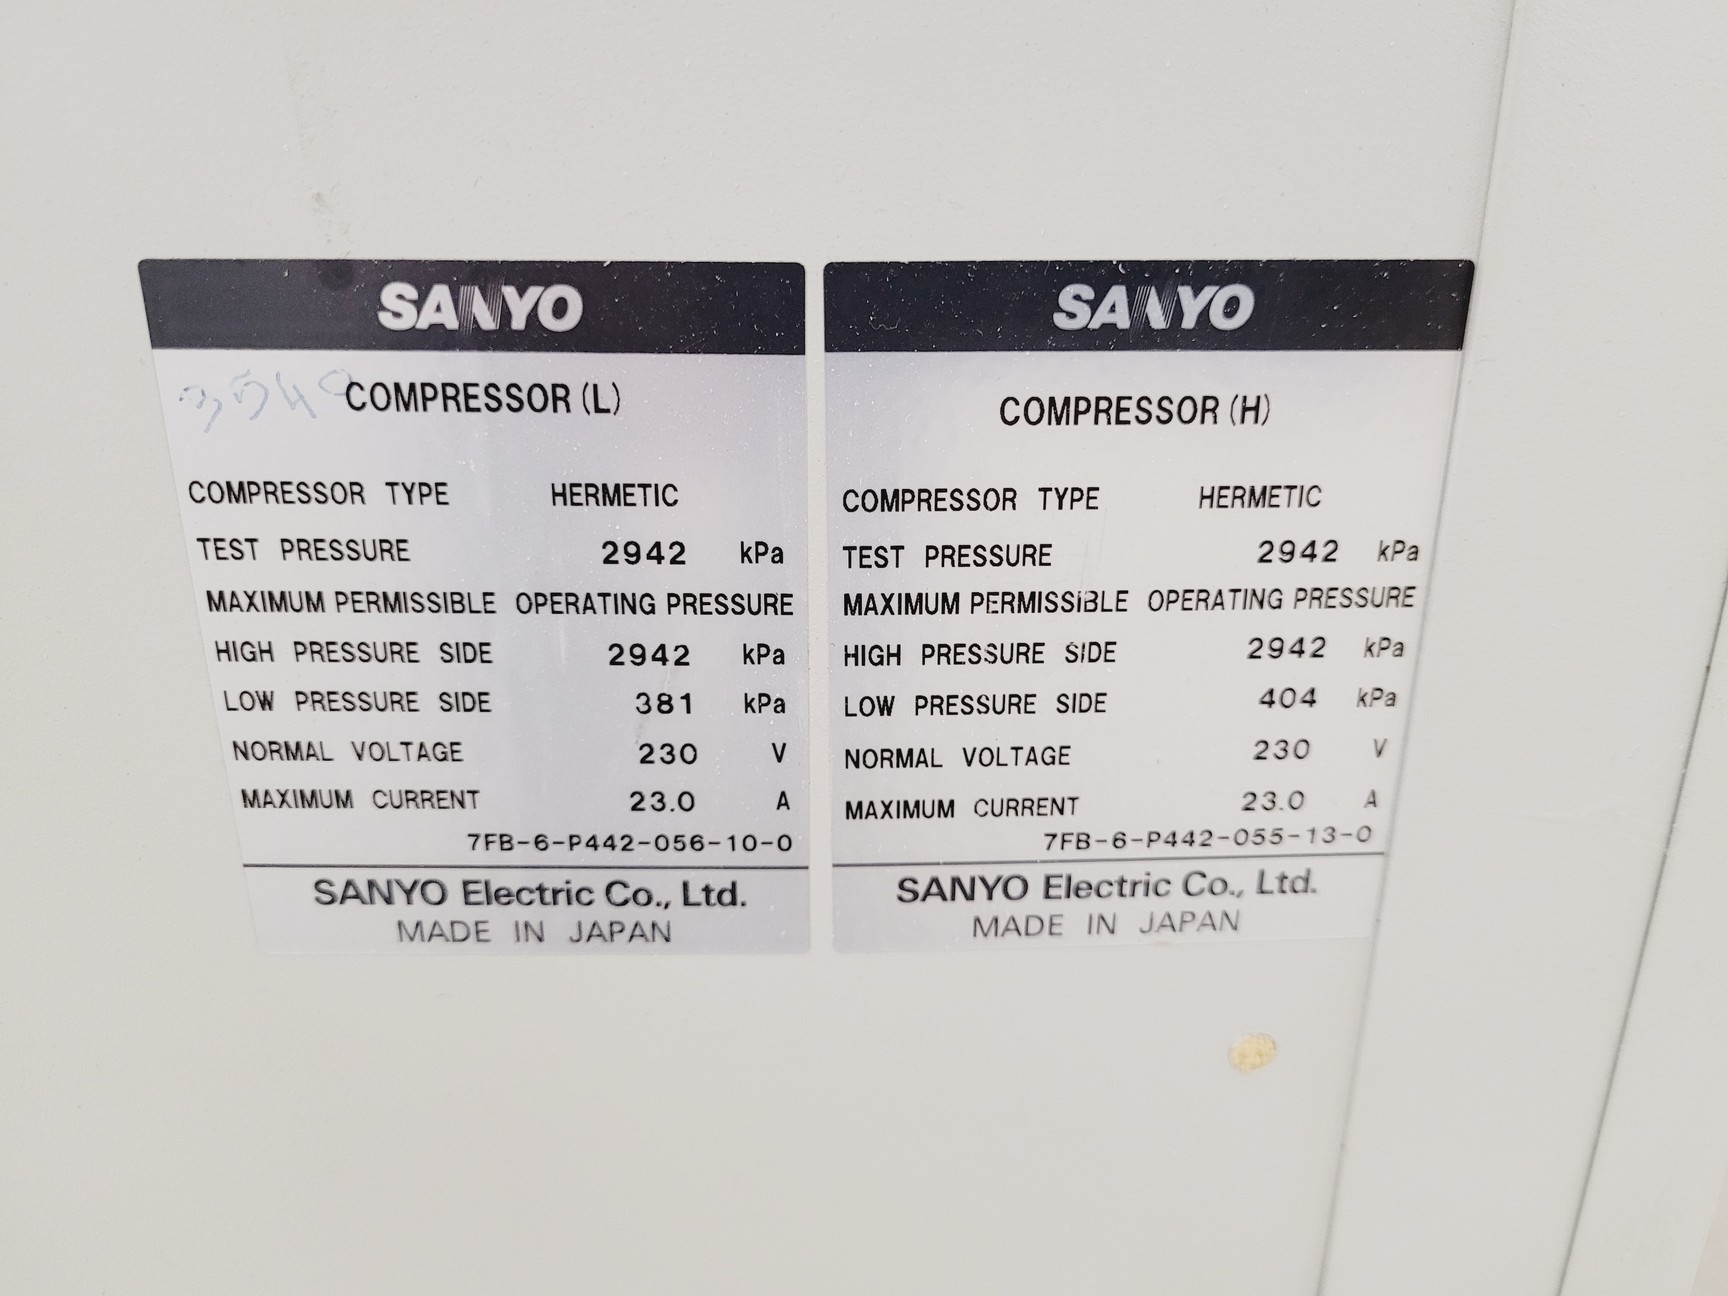 SANYO
COMPRESSOR (L)
COMPRESSOR TYPE HERMETIC
TEST PRESSURE 2942 kPa
MAXIMUM PERMISSIBLE OPERATING PRESSURE
HIGH PRESSURE SIDE 2942 kPa
LOW PRESSURE SIDE 381 kPa
NORMAL VOLTAGE 230 V
MAXIMUM CURRENT 23.0 A
7FB-6-P442-056-10-0
SANYO Electric Co., Ltd.
MADE IN JAPAN
SANYO
COMPRESSOR (H)
COMPRESSOR TYPE HERMETIC
TEST PRESSURE 2942 kPa
MAXIMUM PERMISSIBLE OPERATING PRESSURE
HIGH PRESSURE SIDE 2942 kPa
LOW PRESSURE SIDE 404 kPa
NORMAL VOLTAGE 230 V
MAXIMUM CURRENT 23.0 A
7FB-6-P442-055-13-0
SANYO Electric Co., Ltd.
MADE IN JAPAN